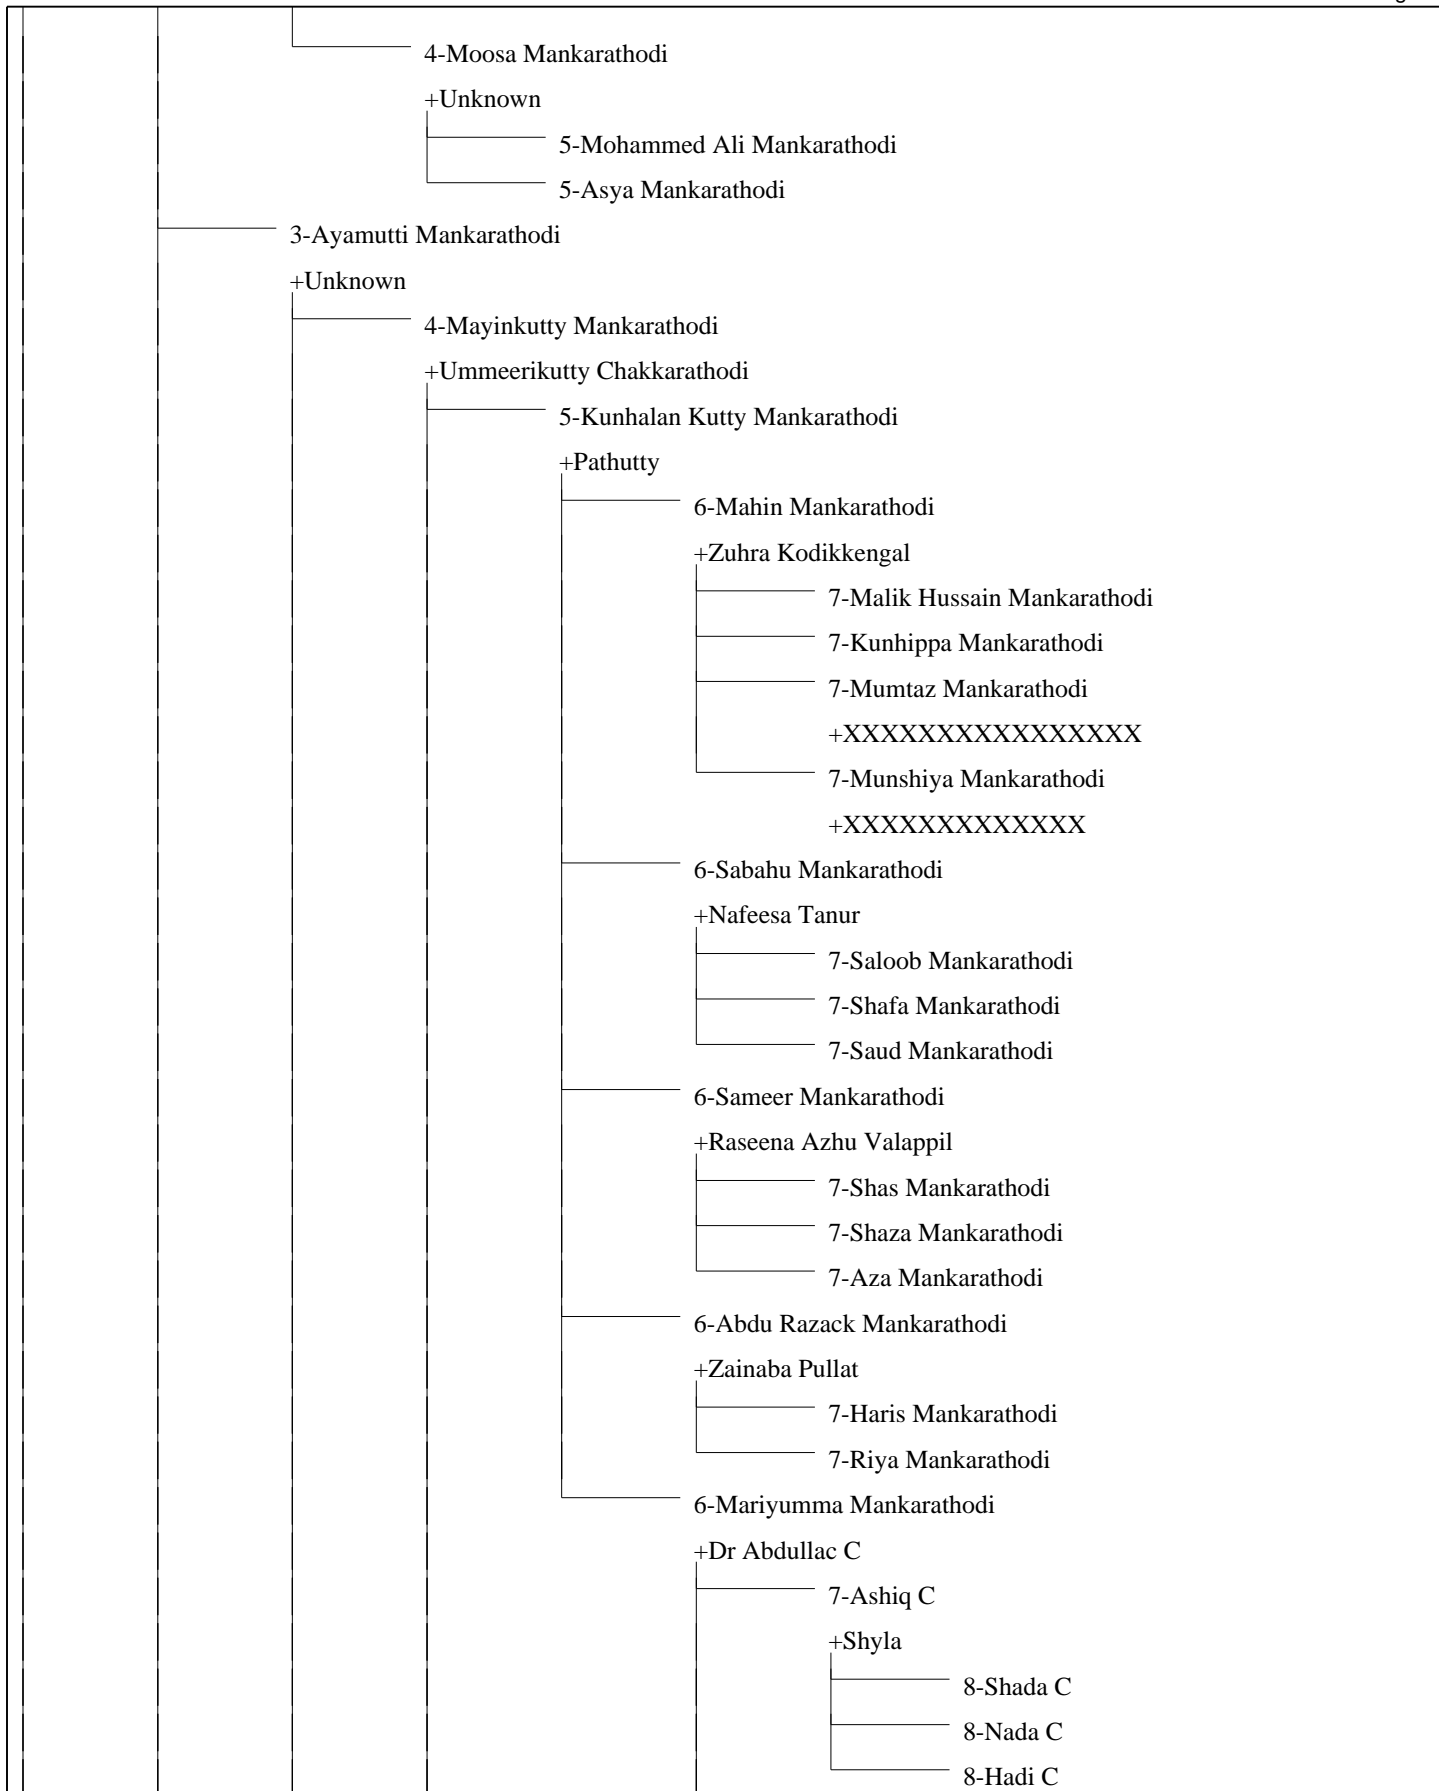 4-Moosa Mankarathodi
+Unknown
5-Mohammed Ali Mankarathodi
5-Asya Mankarathodi
3-Ayamutti Mankarathodi
+Unknown
4-Mayinkutty Mankarathodi
+Ummeerikutty Chakkarathodi
5-Kunhalan Kutty Mankarathodi
+Pathutty
6-Mahin Mankarathodi
+Zuhra Kodikkengal
7-Malik Hussain Mankarathodi
7-Kunhippa Mankarathodi
7-Mumtaz Mankarathodi
+XXXXXXXXXXXXXXXX
7-Munshiya Mankarathodi
+XXXXXXXXXXXXX
6-Sabahu Mankarathodi
+Nafeesa Tanur
7-Saloob Mankarathodi
7-Shafa Mankarathodi
7-Saud Mankarathodi
6-Sameer Mankarathodi
+Raseena Azhu Valappil
7-Shas Mankarathodi
7-Shaza Mankarathodi
7-Aza Mankarathodi
6-Abdu Razack Mankarathodi
+Zainaba Pullat
7-Haris Mankarathodi
7-Riya Mankarathodi
6-Mariyumma Mankarathodi
+Dr Abdullac C
7-Ashiq C
+Shyla
8-Shada C
8-Nada C
8-Hadi C